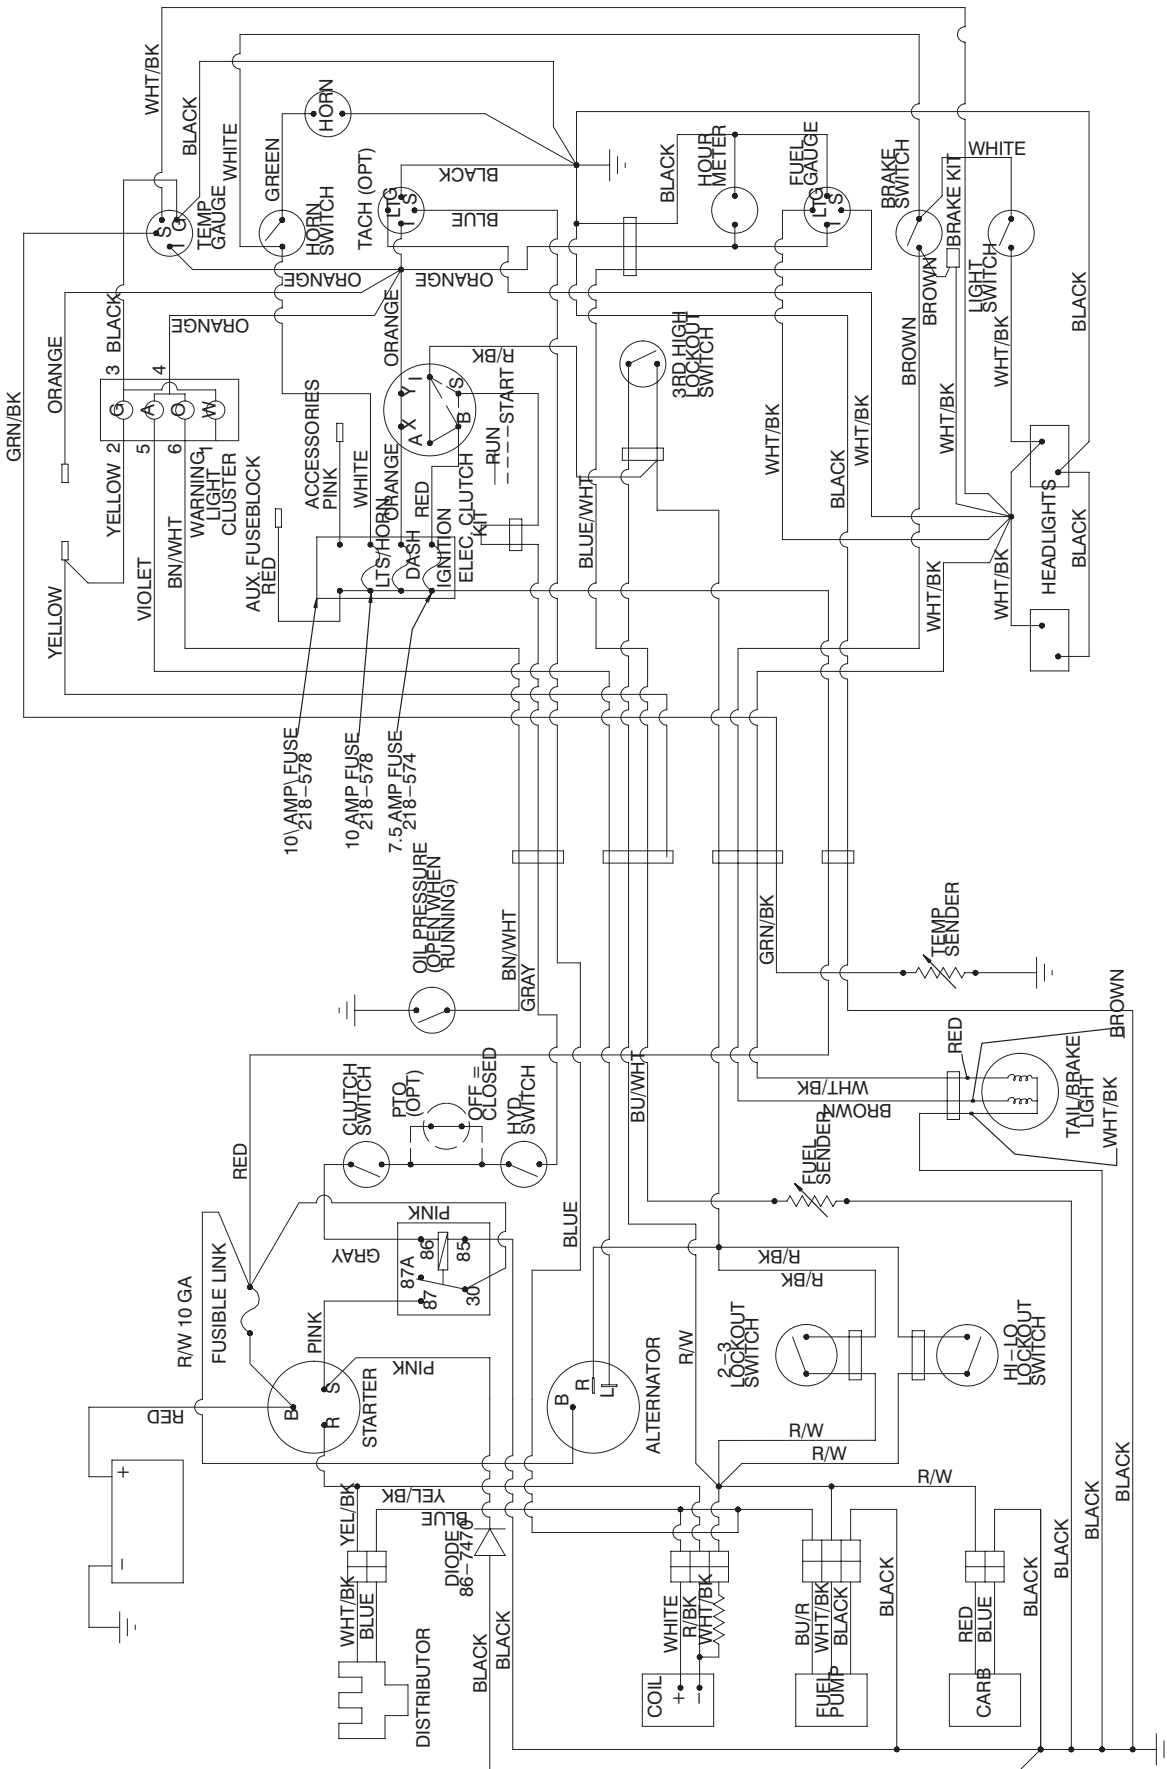 WHT/BK
BLACK
WHITE
GREEN
HORN
TEMP
GAUGE
S
G
I
HORN
SWITCH
TACH (OPT)
LTG
S
I
BLACK
BLUE
ORANGE
ORANGE
BLACK
HOUR
METER
FUEL
GAUGE
LTG
S
I
BRAKE
SWITCH
BRAKE KIT
WHITE
BROWN
BROWN
LIGHT
SWITCH
WHT/BK
BLACK
GRN/BK
ORANGE
BLACK
ORANGE
3
4
G
A
O
W
2
5
6
1
YELLOW
VIOLET
BN/WHT
WARNING
LIGHT
CLUSTER
YELLOW
AUX. FUSEBLOCK
RED
ACCESSORIES
PINK
WHITE
ORANGE
RED
LTS/HORN
DASH
IGNITION
ORANGE
A
X
Y
I
B
S
R/BK
RUN
START
ELEC. CLUTCH
KIT
3RD HIGH
LOCKOUT
SWITCH
BLUE/WHT
WHT/BK
BLACK
WHT/BK
WHT/BK
WHT/BK
WHT/BK
HEADLIGHTS
BLACK
10\ AMP\ FUSE
218-578
10 AMP FUSE
218-578
7.5 AMP FUSE
218-574
OIL PRESSURE
(OPEN WHEN
RUNNING)
BN/WHT
GRAY
GRN/BK
TEMP
SENDER
RED
BROWN
WHT/BK
BROWN
TAIL/BRAKE
LIGHT
WHT/BK
CLUTCH
SWITCH
PTO
(OPT)
OFF =
CLOSED
HYD.
SWITCH
BU/WHT
FUEL
SENDER
RED
R/W 10 GA
FUSIBLE LINK
PINK
GRAY
PINK
87A
86
85
87
30
PINK
BLUE
R/BK
R/BK
R/W
2-3
LOCKOUT
SWITCH
HI-LO
LOCKOUT
SWITCH
RED
B
S
R
STARTER
B
R
L
ALTERNATOR
R/W
R/W
R/W
+
-
YEL/BK
YEL/BK
BLUE
DIODE
86-7470
WHT/BK
BLUE
DISTRIBUTOR
BLACK
BLACK
WHITE
R/BK
WHT/BK
COIL
+
-
BU/R
WHT/BK
BLACK
FUEL
PUMP
BLACK
RED
BLUE
CARB
BLACK
BLACK
BLACK
BLACK